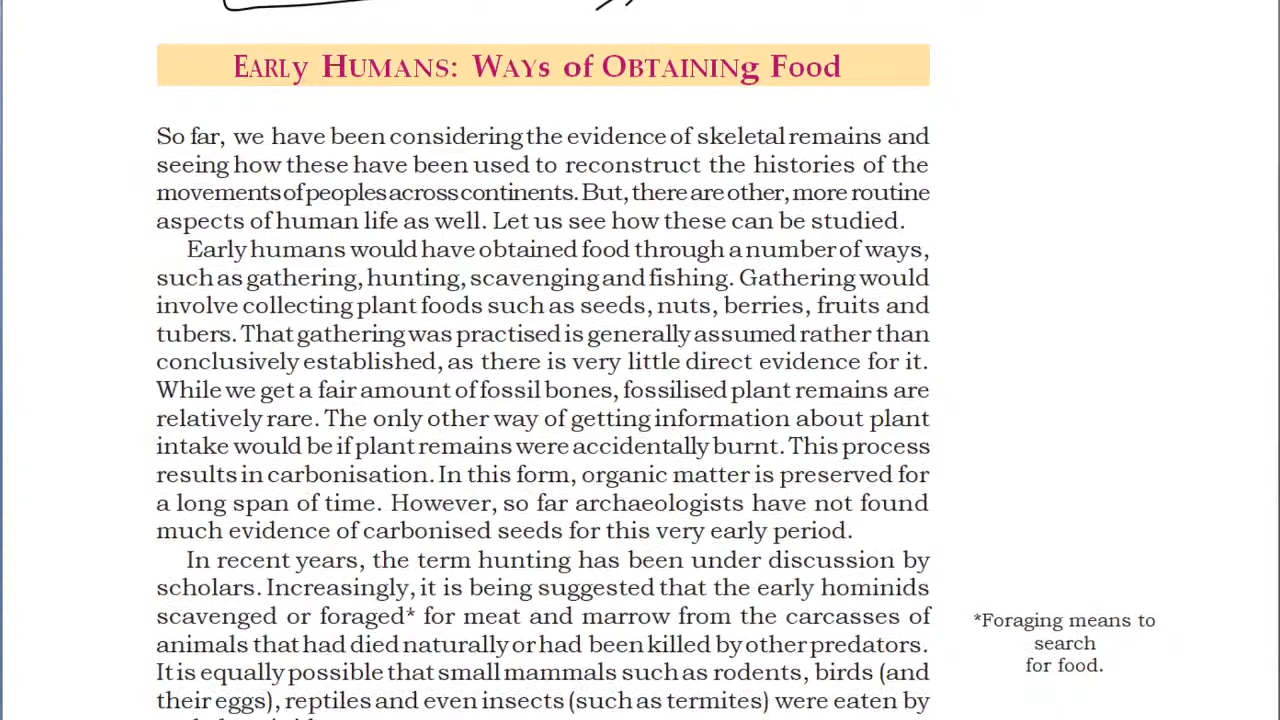 EARLy HUMANS: WAYs of OBTAININg Food
So far, we have been considering the evidence of skeletal remains and
seeing how these have been used to reconstruct the histories of the
movements of peoples across continents. But, there are other, more routine
aspects of human life as well. Let us see how these can be studied.
Early humans would have obtained food through a number of ways,
such as gathering, hunting, scavenging and fishing. Gathering would
involve collecting plant foods such as seeds, nuts, berries, fruits and
tubers. That gathering was practised is generally assumed rather than
conclusively established, as there is very little direct evidence for it.
While we get a fair amount of fossil bones, fossilised plant remains are
relatively rare. The only other way of getting information about plant
intake would be if plant remains were accidentally burnt. This process
results in carbonisation. In this form, organic matter is preserved for
a long span of time. However, so far archaeologists have not found
much evidence of carbonised seeds for this very early period.
In recent years, the term hunting has been under discussion by
scholars. Increasingly, it is being suggested that the early hominids
scavenged or foraged* for meat and marrow from the carcasses of
animals that had died naturally or had been killed by other predators.
It is equally possible that small mammals such as rodents, birds (and
their eggs), reptiles and even insects (such as termites) were eaten by
*Foraging means to
search
for food.